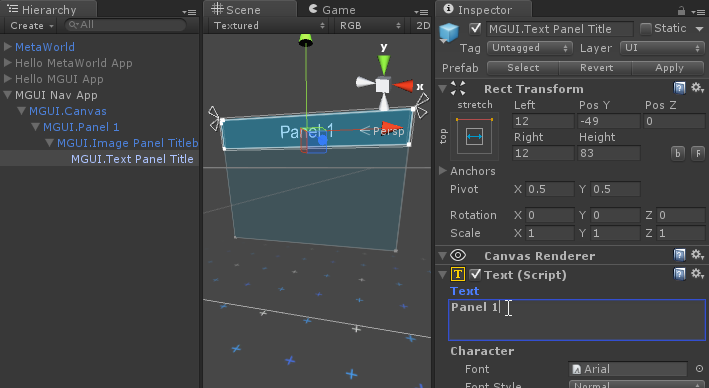 Hierarchy
Create
All
MetaWorld
Hello MetaWorld App
Hello MGUI App
MGUI Nav App
MGUI.Canvas
MGUI.Panel 1
MGUI.Image Panel Titleb
MGUI.Text Panel Title
Scene
Game
Textured
RGB
2D
y
x
Panel 1
Persp
Inspector
MGUI.Text Panel Title
Static
Tag
Untagged
Layer
UI
Prefab
Select
Revert
Apply
Rect Transform
stretch
Left
Pos Y
Pos Z
top
12
-49
0
Right
Height
12
83
b
F
Anchors
Pivot
X 0.5
Y 0.5
Rotation
X 0
Y 0
Z 0
Scale
X 1
Y 1
Z 1
Canvas Renderer
T
Text (Script)
Text
Panel 1
Character
Font
Arial
Font Style
Normal